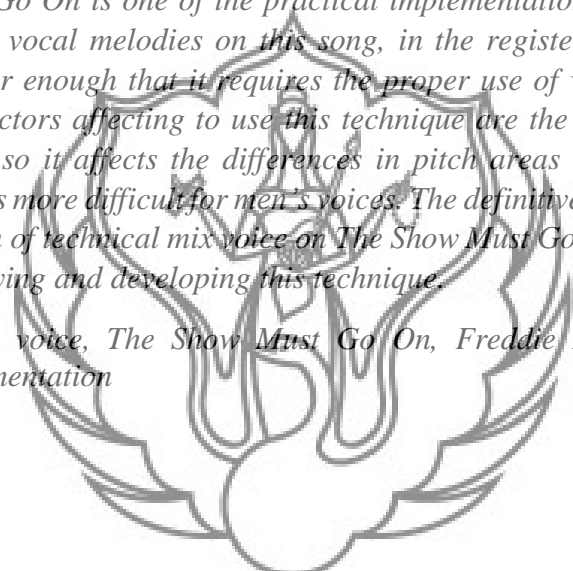 Go On is one of the practical implementatio
vocal melodies on this song, in the registe
r enough that it requires the proper use of
ctors affecting to use this technique are the
so it affects the differences in pitch areas
s more difficult for men's voices. The definitive
n of technical mix voice on The Show Must Go
ving and developing this technique.
voice, The Show Must Go On, Freddie
mentation